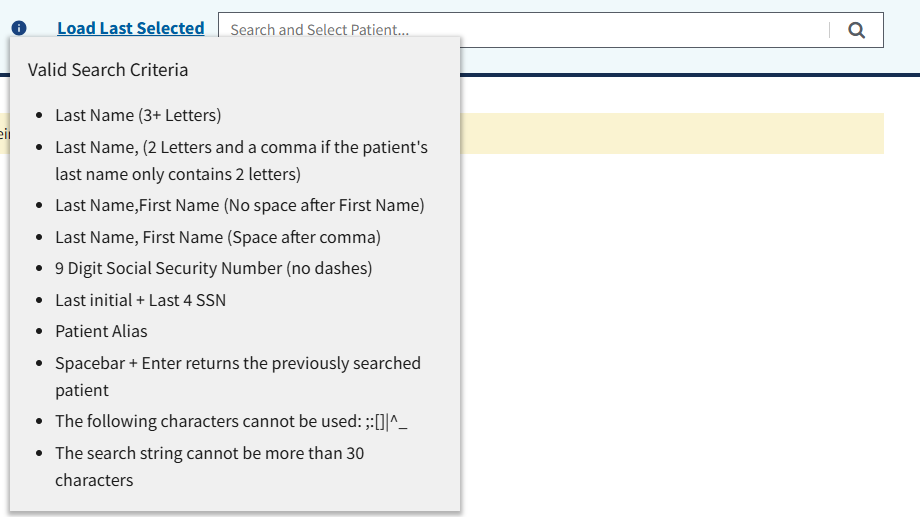 Load Last Selected
Search and Select Patient...
Valid Search Criteria
Last Name (3+ Letters)
Last Name, (2 Letters and a comma if the patient's
last name only contains 2 letters)
Last Name,First Name (No space after First Name)
Last Name, First Name (Space after comma)
9 Digit Social Security Number (no dashes)
Last initial + Last 4 SSN
Patient Alias
Spacebar + Enter returns the previously searched
patient
The following characters cannot be used: ;:[]|^_
The search string cannot be more than 30
characters